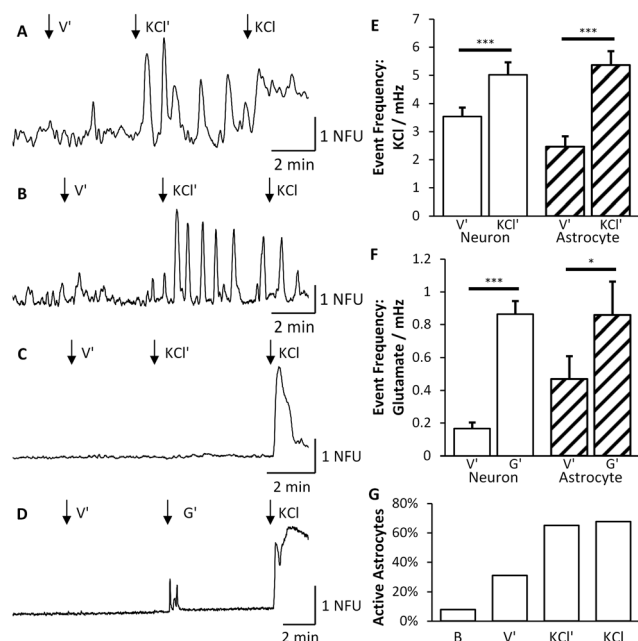 A V' KCl' KCl
1 NFU
2 min
B V' KCl' KCl
1 NFU
2 min
C V' KCl' KCl
1 NFU
2 min
D V' G' KCl
1 NFU
2 min
E
Event Frequency:
KCl / mHz
6
5
4
3
2
1
0
*** ***
V' KCl' V' KCl'
Neuron Astrocyte
F
Event Frequency:
Glutamate / mHz
1.2
1
0.8
0.6
0.4
0.2
0
*** *
V' G' V' G'
Neuron Astrocyte
G
Active Astrocytes
80%
60%
40%
20%
0%
B V' KCl' KCl